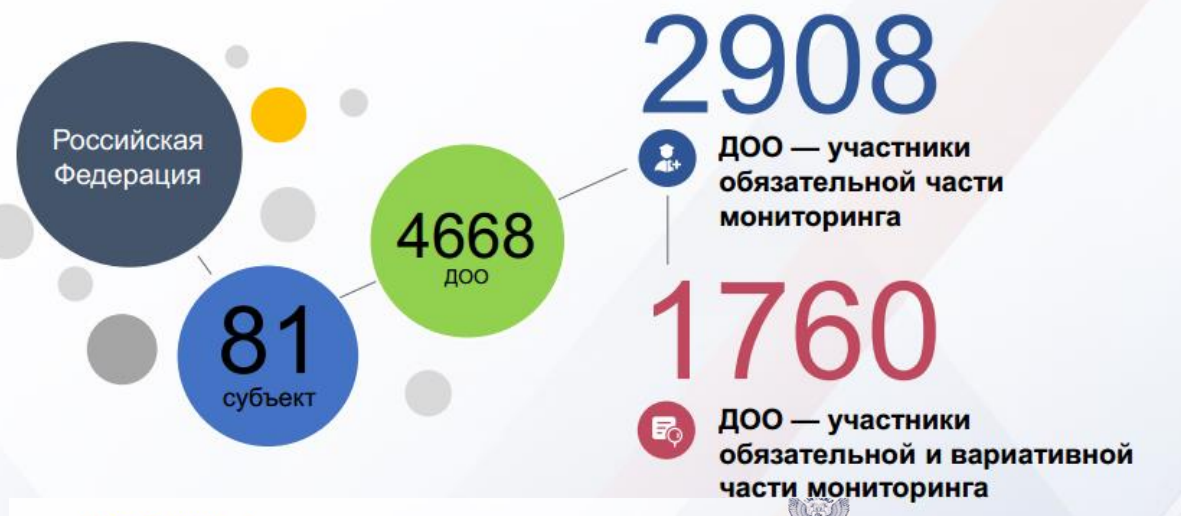 Российская
Федерация
81
субъект
4668
ДОО
2908
ДОО — участники
обязательной части
мониторинга
1760
ДОО — участники
обязательной и вариативной
части мониторинга